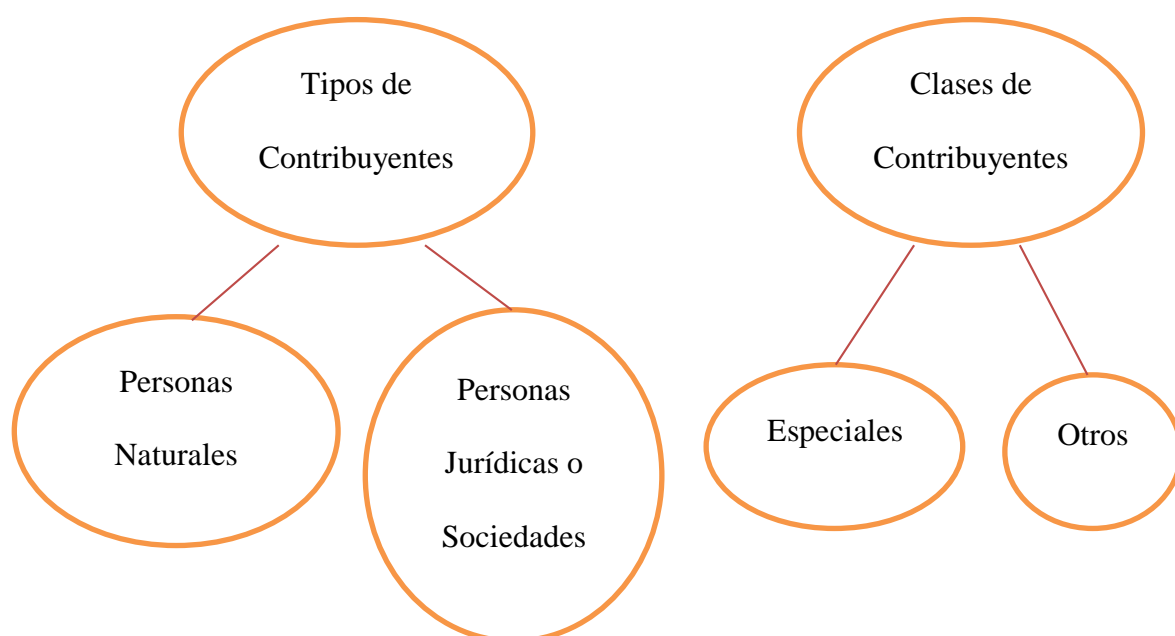 Tipos de
Contribuyentes
Clases de
Contribuyentes
Personas
Naturales
Personas
Jurídicas o
Sociedades
Especiales
Otros